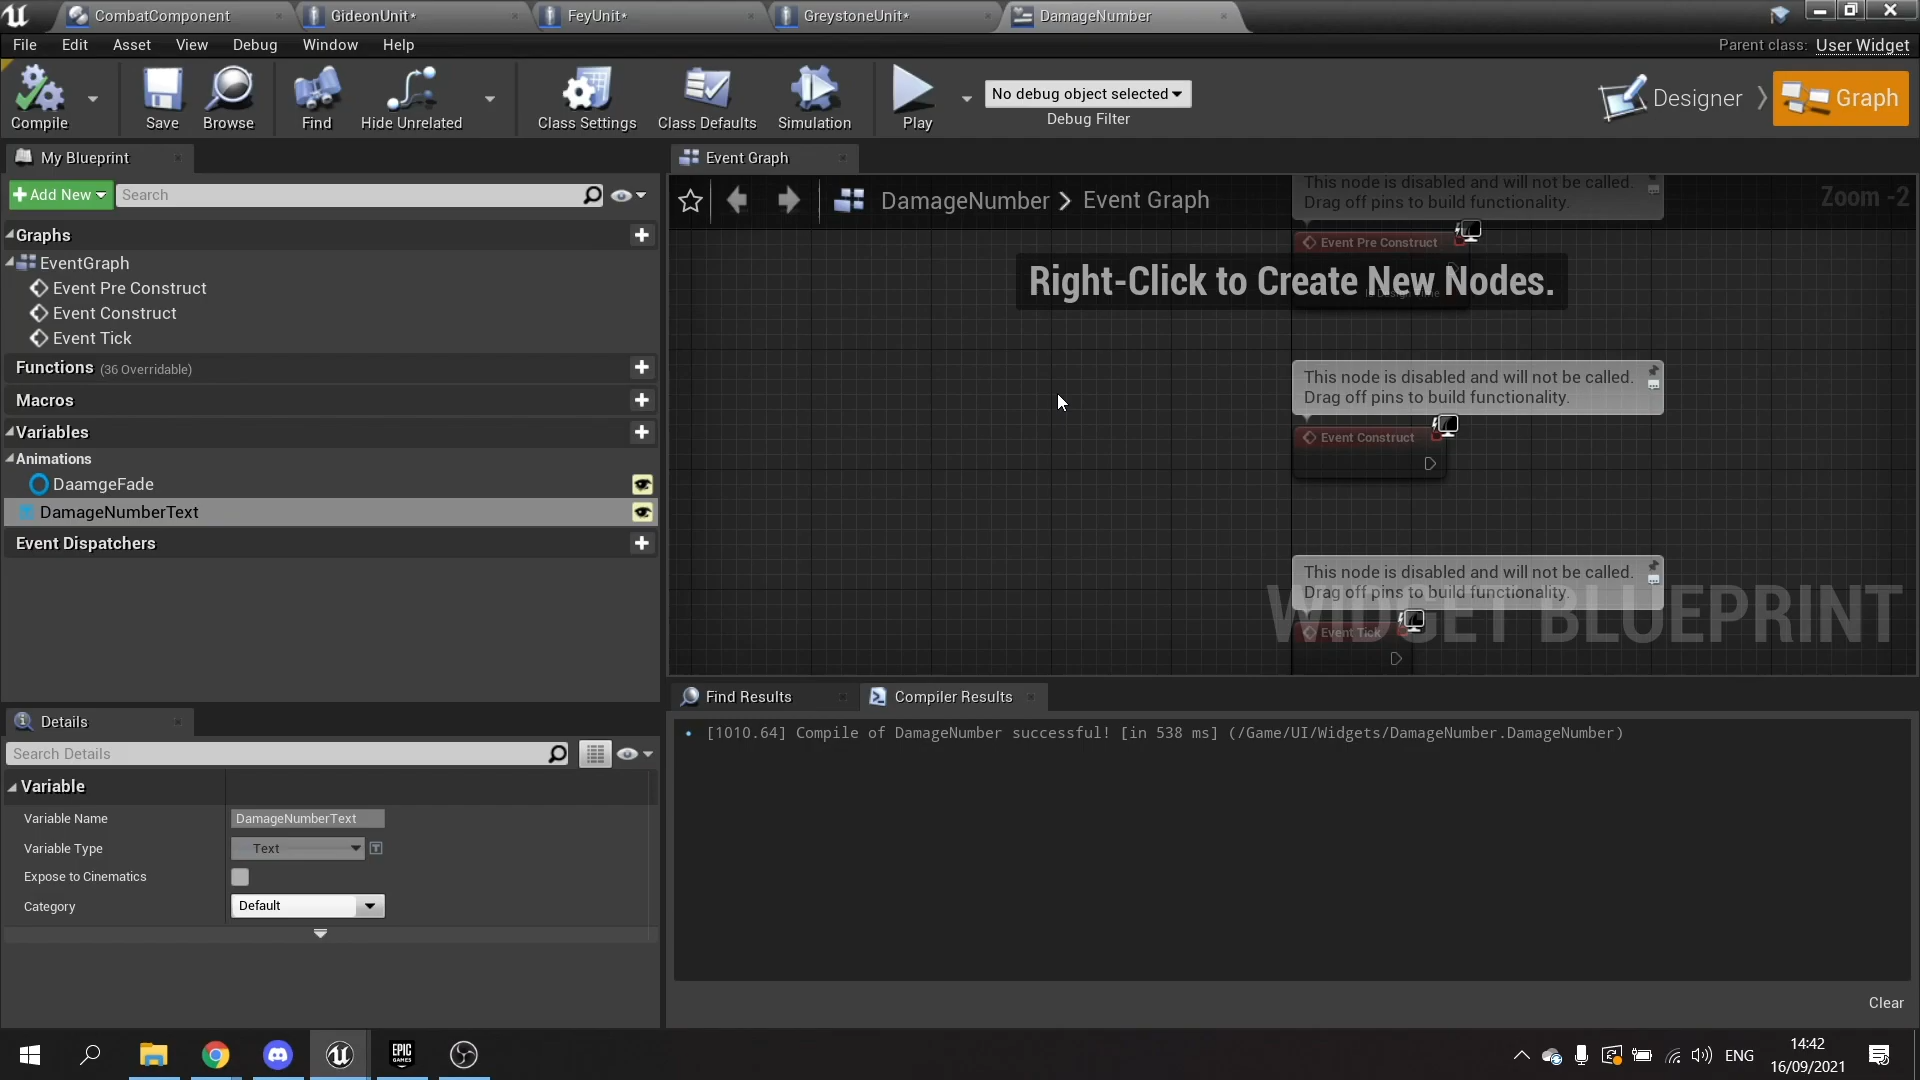 CombatComponent
GideonUnit*
FeyUnit*
GreystoneUnit*
DamageNumber
File Edit Asset View Debug Window Help
Parent class: User Widget
Compile
Save
Browse
Find
Hide Unrelated
Class Settings
Class Defaults
Simulation
Play
No debug object selected
Debug Filter
Designer
Graph
My Blueprint
Event Graph
Add New
Search
DamageNumber > Event Graph
Zoom -2
Graphs
EventGraph
Event Pre Construct
Event Construct
Event Tick
Functions (36 Overridable)
Macros
Variables
Animations
DaamgeFade
DamageNumberText
Event Dispatchers
This node is disabled and will not be called.
Drag off pins to build functionality.
Event Pre Construct
Right-Click to Create New Nodes.
This node is disabled and will not be called.
Drag off pins to build functionality.
Event Construct
This node is disabled and will not be called.
Drag off pins to build functionality.
Event Tick
WIDGET BLUEPRINT
Details
Search Details
Variable
Variable Name
DamageNumberText
Variable Type
Text
Expose to Cinematics
Category
Default
Find Results
Compiler Results
[1010.64] Compile of DamageNumber successful! [in 538 ms] (/Game/UI/Widgets/DamageNumber.DamageNumber)
Clear
EPIC
GAMES
ENG
14:42
16/09/2021